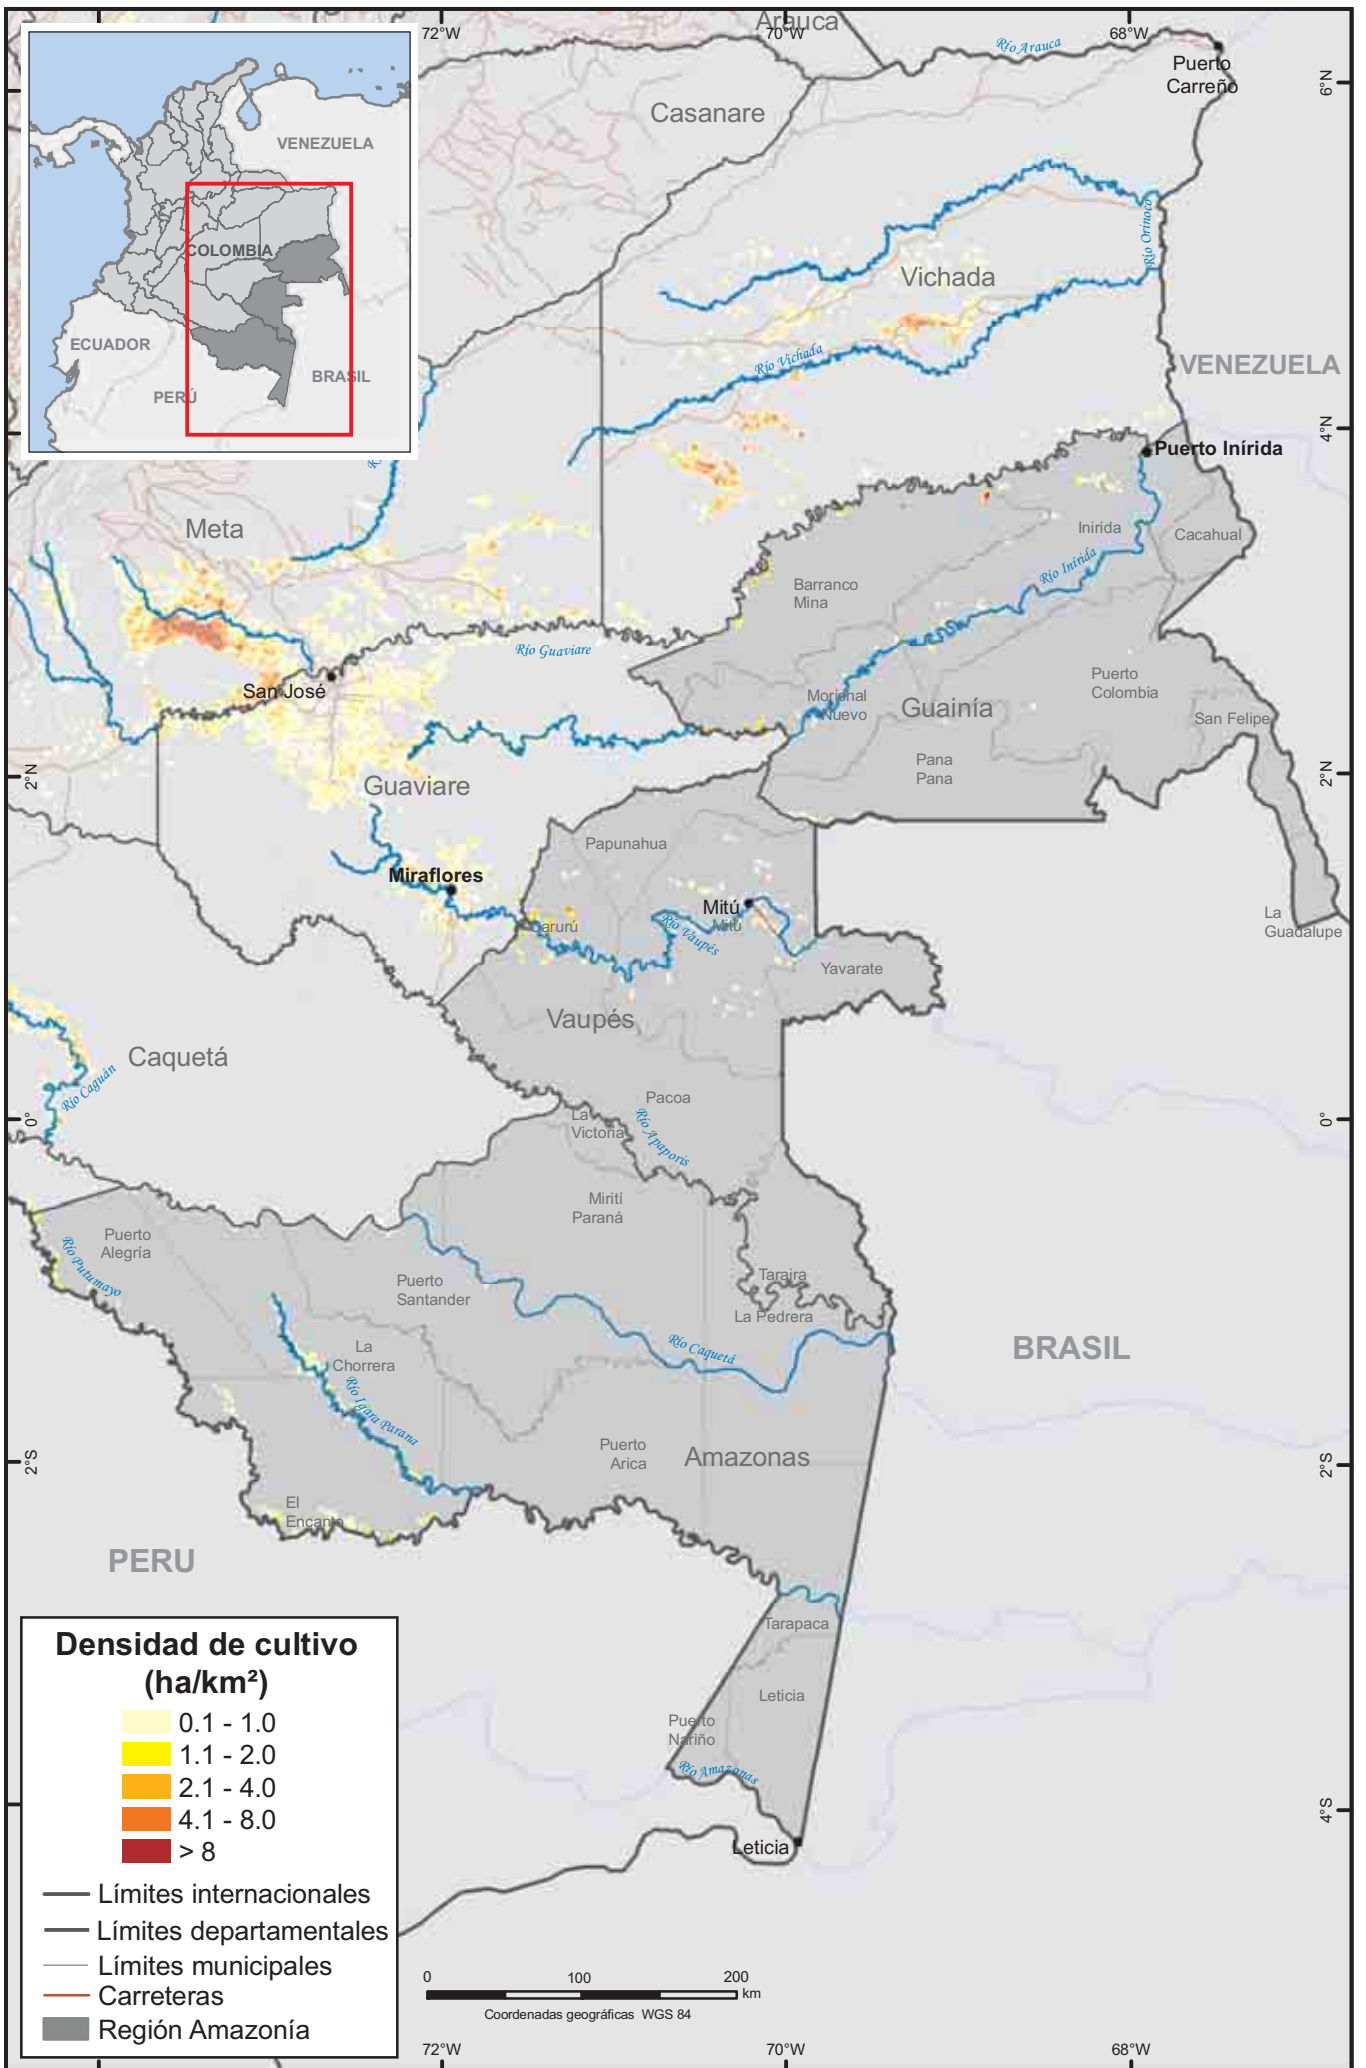 72°W
70°W
68°W
Arauca
Río Arauca
Puerto
Carreño
6°N
Casanare
VENEZUELA
COLOMBIA
ECUADOR
PERÚ
BRASIL
Río Orinoco
Vichada
Río Vichada
VENEZUELA
4°N
Puerto Inírida
Meta
Inirida
Cacahual
Río Inírida
Barranco
Mina
Río Guaviare
San José
Puerto
Colombia
Morichal
Nuevo
Guainía
San Felipe
Pana
Pana
2°N
2°N
Guaviare
Papunahua
Miraflores
Mitú
Mitú
Carurú
Río Vaupés
La
Guadalupe
Yavarate
Vaupés
Caquetá
Río Caguán
Pacoa
La
Victoria
Río Apaporis
0°
0°
Mirití
Paraná
Puerto
Alegría
Río Putumayo
Puerto
Santander
Taraira
La Pedrera
Río Caquetá
BRASIL
La
Chorrera
Río Igara Parana
Puerto
Arica
Amazonas
2°S
2°S
El
Encanto
PERU
Tarapaca
Leticia
Puerto
Nariño
Río Amazonas
4°S
Leticia
Densidad de cultivo
(ha/km²)
0.1 - 1.0
1.1 - 2.0
2.1 - 4.0
4.1 - 8.0
> 8
Límites internacionales
Límites departamentales
Límites municipales
Carreteras
Región Amazonía
0 100 200
km
Coordenadas geográficas WGS 84
72°W
70°W
68°W